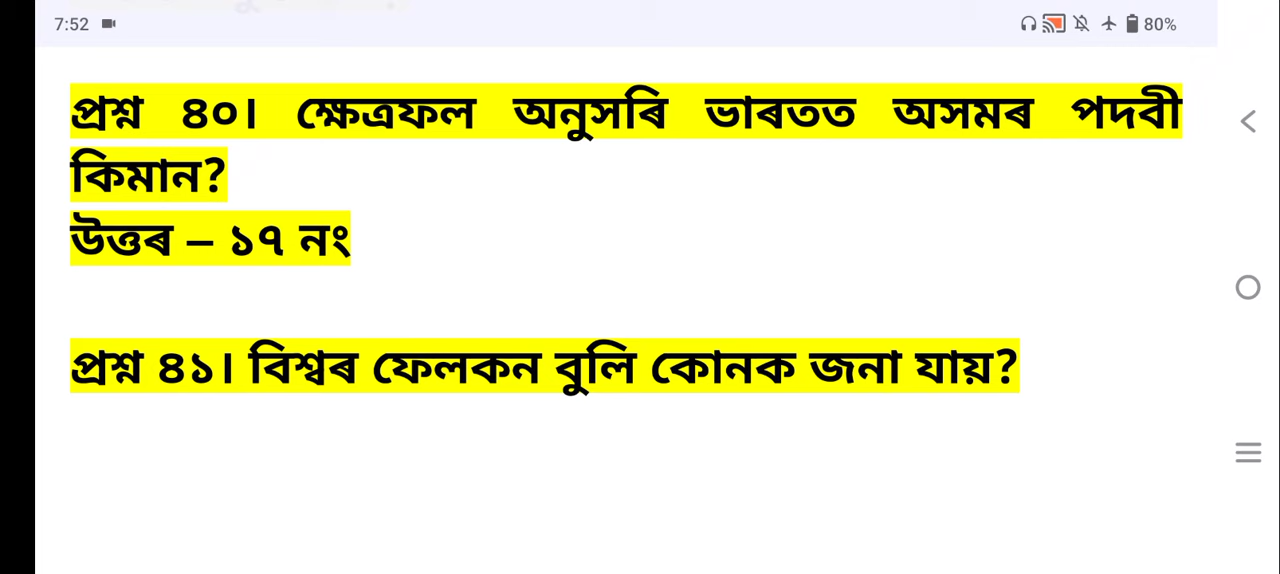 7:52
80%
প্ৰশ্ন ৪০। ক্ষেত্ৰফল অনুসৰি ভাৰতত অসমৰ পদবী
কিমান?
উত্তৰ – ১৭ নং
প্ৰশ্ন ৪১। বিশ্বৰ ফেলকন বুলি কোনক জনা যায়?